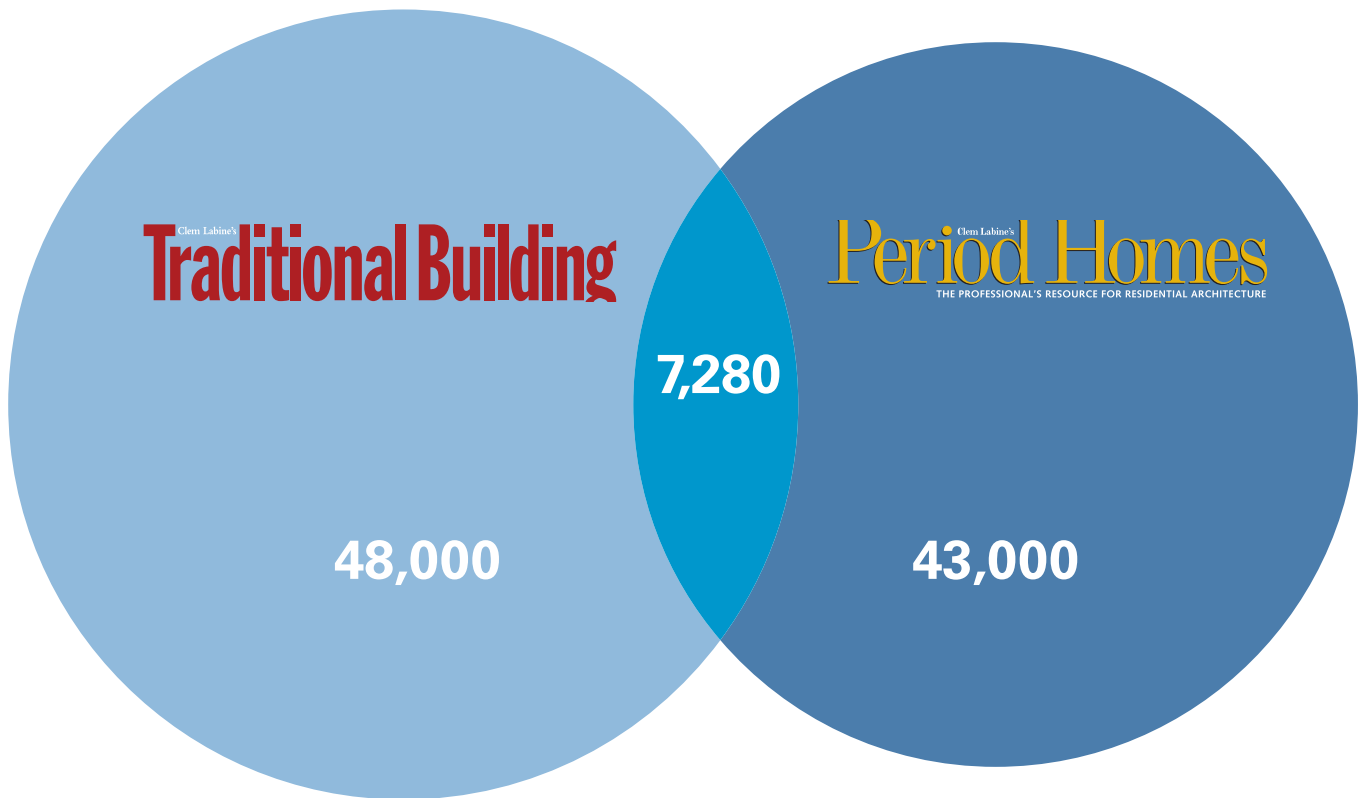 Clem Labine's
Traditional Building
Clem Labine's
Period Homes
THE PROFESSIONAL'S RESOURCE FOR RESIDENTIAL ARCHITECTURE
7,280
48,000
43,000